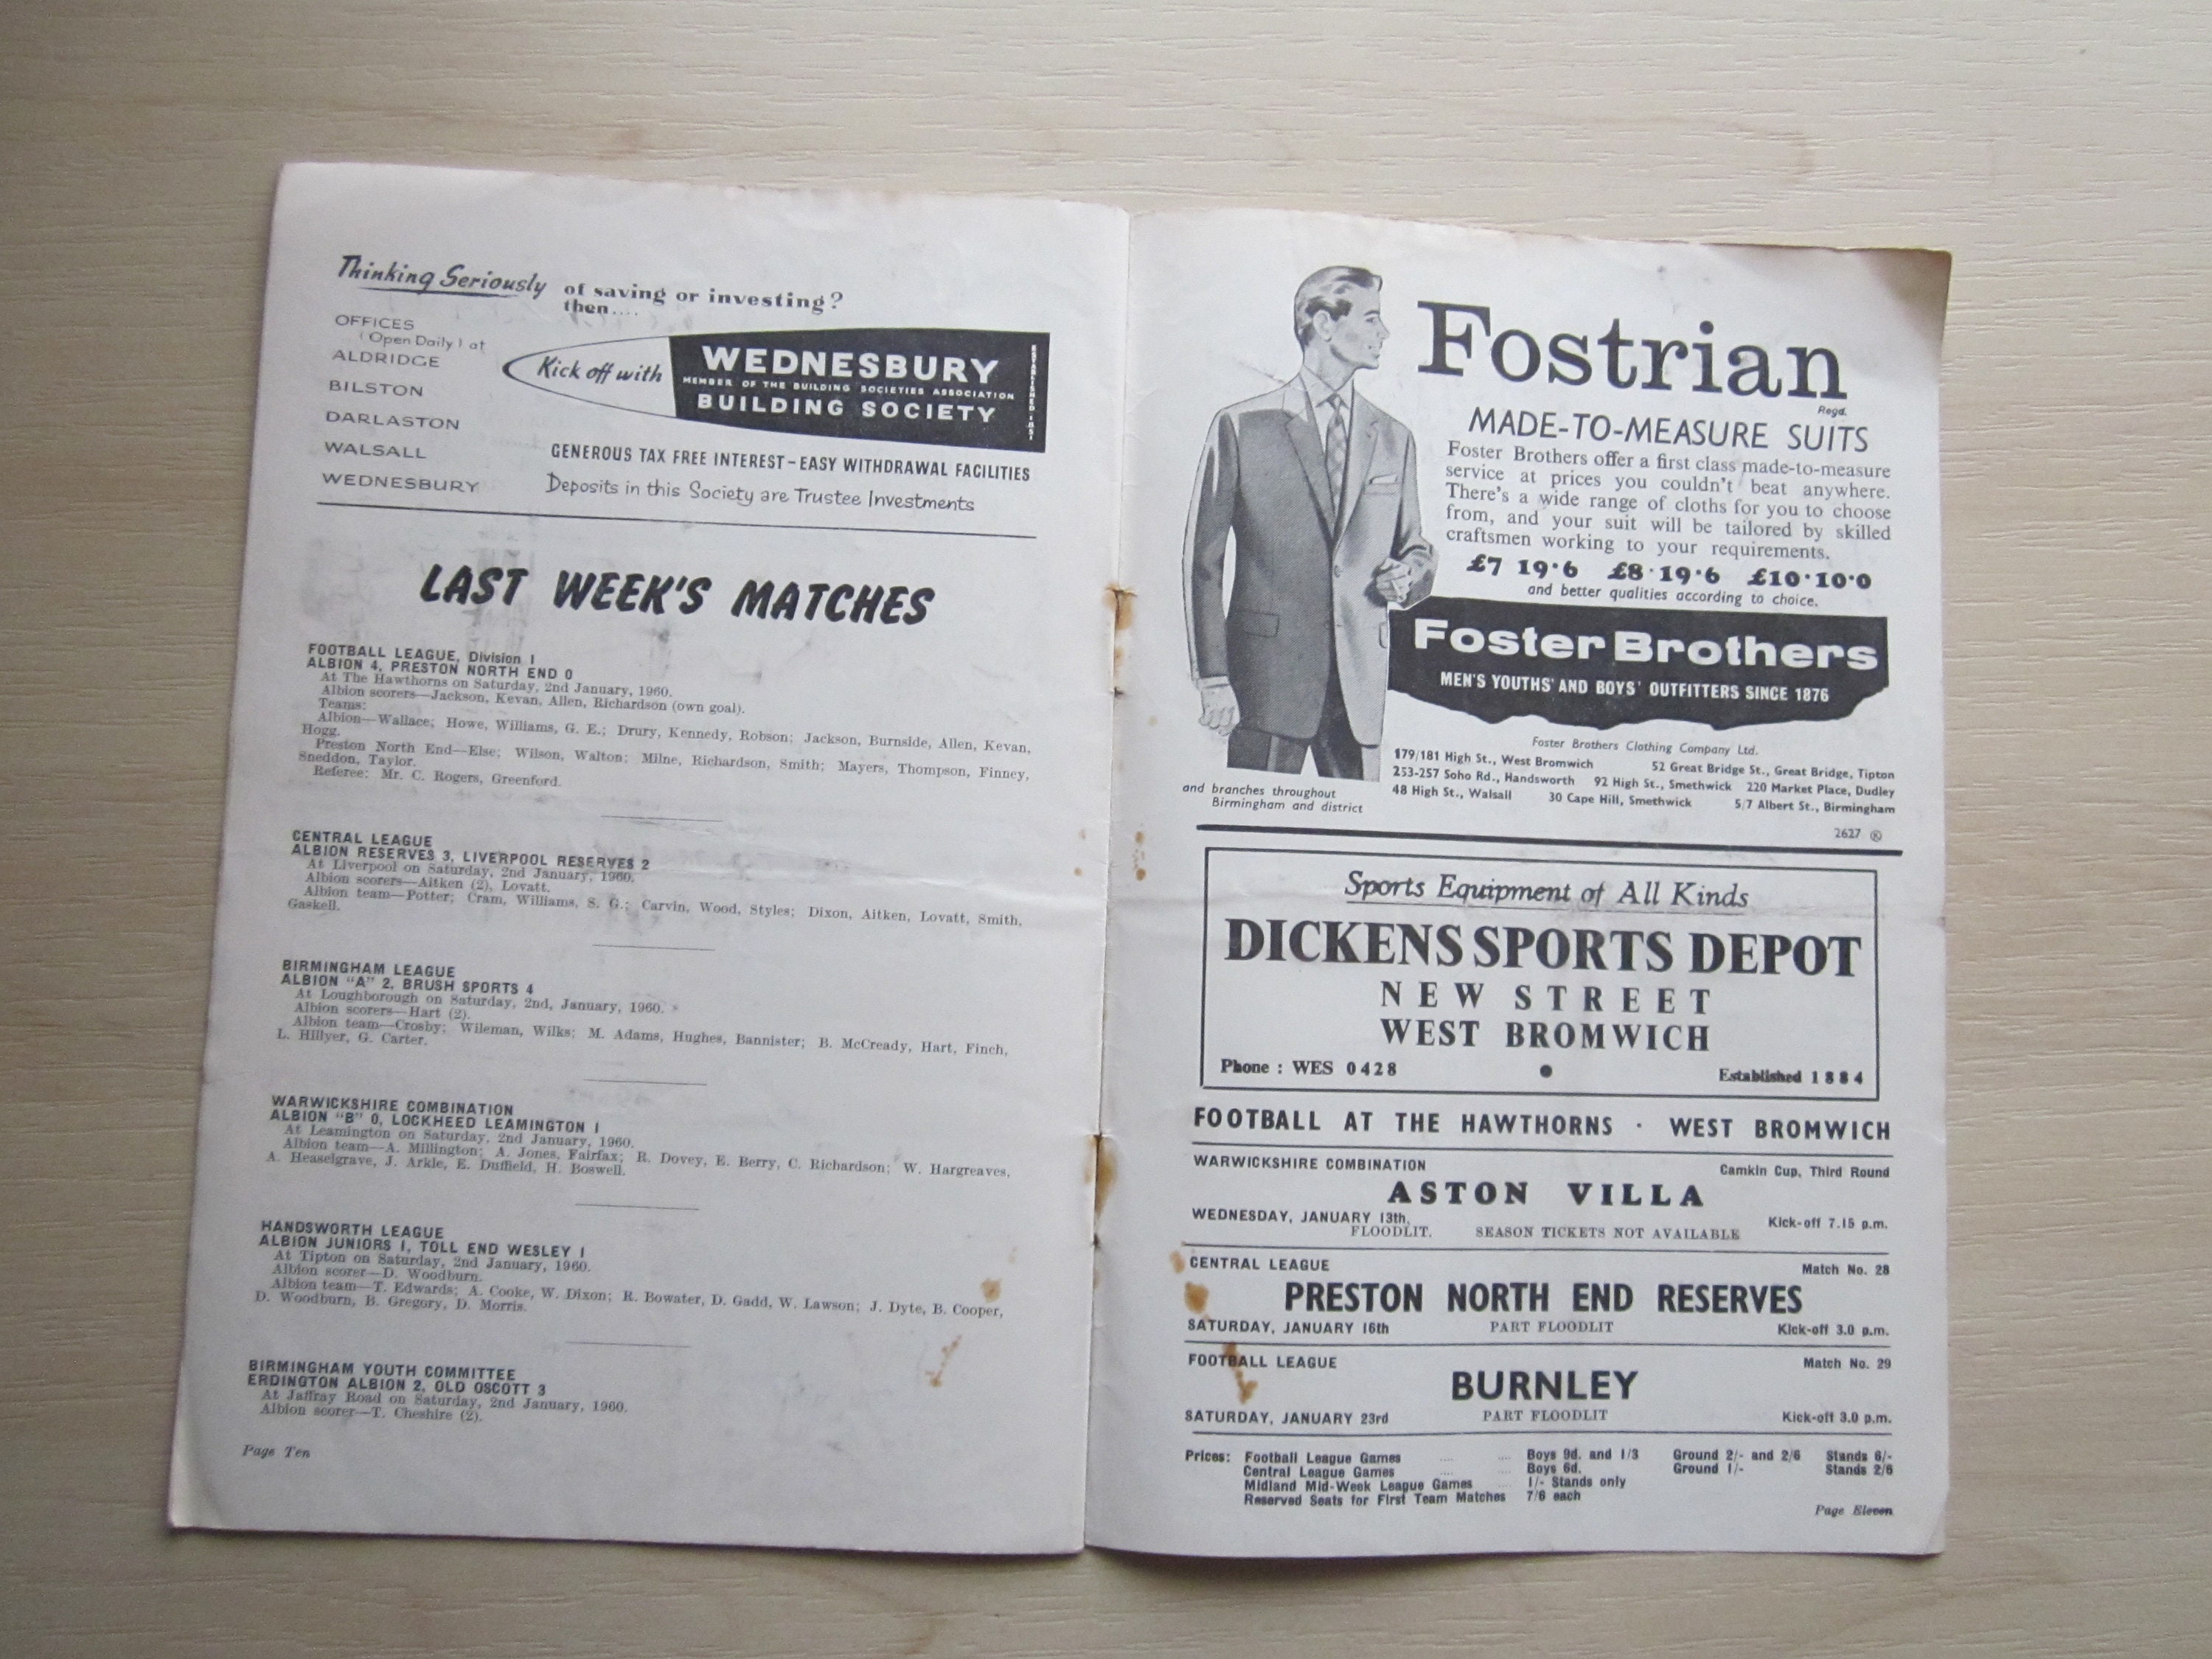 Thinking Seriously of saving or investing?
then....
OFFICES
(Open Daily) at
ALDRIDGE
BILSTON
DARLASTON
WALSALL
WEDNESBURY
Kick off with
WEDNESBURY
MEMBER OF THE BUILDING SOCIETIES ASSOCIATION
BUILDING SOCIETY
GENEROUS TAX FREE INTEREST - EASY WITHDRAWAL FACILITIES
Deposits in this Society are Trustee Investments
LAST WEEK'S MATCHES
FOOTBALL LEAGUE, Division 1
ALBION 4, PRESTON NORTH END 0
At The Hawthorns on Saturday, 2nd January, 1960.
Albion scorers—Jackson, Kevan, Allen, Richardson (own goal).
Teams:
Albion—Wallace; Howe, Williams, G. E.; Drury, Kennedy, Robson; Jackson, Burnside, Allen, Kevan,
Hogg.
Preston North End—Else; Wilson, Walton; Milne, Richardson, Smith; Mayers, Thompson, Finney,
Sneddon, Taylor.
Referee: Mr. C. Rogers, Greenford.
CENTRAL LEAGUE
ALBION RESERVES 3, LIVERPOOL RESERVES 2
At Liverpool on Saturday, 2nd January, 1960.
Albion scorers—Aitken (2), Lovatt.
Albion team—Potter; Cram, Williams, S. G.; Carvin, Wood, Styles; Dixon, Aitken, Lovatt, Smith,
Gaskell.
BIRMINGHAM LEAGUE
ALBION "A" 2, BRUSH SPORTS 4
At Loughborough on Saturday, 2nd, January, 1960.
Albion scorers—Hart (2).
Albion team—Crosby; Wileman, Wilks; M. Adams, Hughes, Bannister; B. McCready, Hart, Finch,
L. Hillyer, G. Carter.
WARWICKSHIRE COMBINATION
ALBION "B" 0, LOCKHEED LEAMINGTON 1
At Leamington on Saturday, 2nd January, 1960.
Albion team—A. Millington; A. Jones, Fairfax; R. Dovey, E. Berry, C. Richardson; W. Hargreaves,
A. Heaselgrave, J. Arkle, E. Duffield, H. Boswell.
HANDSWORTH LEAGUE
ALBION JUNIORS 1, TOLL END WESLEY 1
At Tipton on Saturday, 2nd January, 1960.
Albion scorer—D. Woodburn.
Albion team—T. Edwards; A. Cooke, W. Dixon; R. Bowater, D. Gadd, W. Lawson; J. Dyte, B. Cooper,
D. Woodburn, B. Gregory, D. Morris.
BIRMINGHAM YOUTH COMMITTEE
ERDINGTON ALBION 2, OLD OSCOTT 3
At Jaffray Road on Saturday, 2nd January, 1960.
Albion scorer—T. Cheshire (2).
Page Ten
Fostrian
Regd.
MADE-TO-MEASURE SUITS
Foster Brothers offer a first class made-to-measure
service at prices you couldn't beat anywhere.
There's a wide range of cloths for you to choose
from, and your suit will be tailored by skilled
craftsmen working to your requirements.
£7 19·6 £8·19·6 £10·10·0
and better qualities according to choice.
Foster Brothers
MEN'S YOUTHS' AND BOYS' OUTFITTERS SINCE 1876
Foster Brothers Clothing Company Ltd.
179/181 High St., West Bromwich 52 Great Bridge St., Great Bridge, Tipton
253-257 Soho Rd., Handsworth 92 High St., Smethwick 220 Market Place, Dudley
48 High St., Walsall 30 Cape Hill, Smethwick 5/7 Albert St., Birmingham
and branches throughout
Birmingham and district
2627
Sports Equipment of All Kinds
DICKENS SPORTS DEPOT
NEW STREET
WEST BROMWICH
Phone : WES 0428 • Established 1884
FOOTBALL AT THE HAWTHORNS · WEST BROMWICH
WARWICKSHIRE COMBINATION Camkin Cup, Third Round
ASTON VILLA
WEDNESDAY, JANUARY 13th, Kick-off 7.15 p.m.
FLOODLIT. SEASON TICKETS NOT AVAILABLE
CENTRAL LEAGUE Match No. 28
PRESTON NORTH END RESERVES
SATURDAY, JANUARY 16th PART FLOODLIT Kick-off 3.0 p.m.
FOOTBALL LEAGUE Match No. 29
BURNLEY
SATURDAY, JANUARY 23rd PART FLOODLIT Kick-off 3.0 p.m.
Prices: Football League Games .... .... Boys 9d. and 1/3 Ground 2/- and 2/6 Stands 6/-
Central League Games .... .... Boys 6d. Ground 1/- Stands 2/6
Midland Mid-Week League Games .... 1/- Stands only
Reserved Seats for First Team Matches 7/6 each
Page Eleven